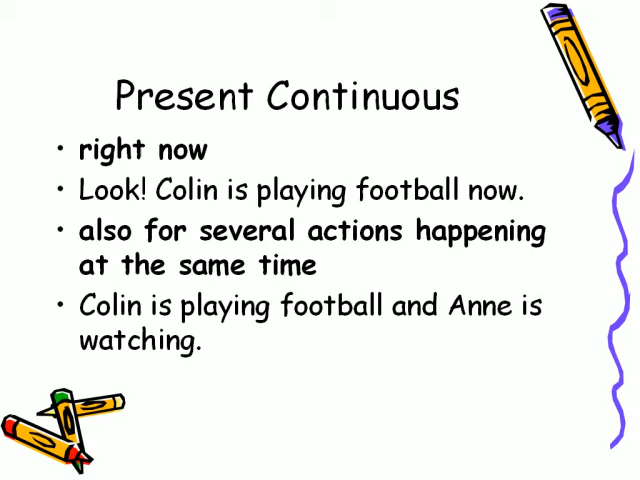 Present Continuous
• right now
• Look! Colin is playing football now.
• also for several actions happening
at the same time
• Colin is playing football and Anne is
watching.